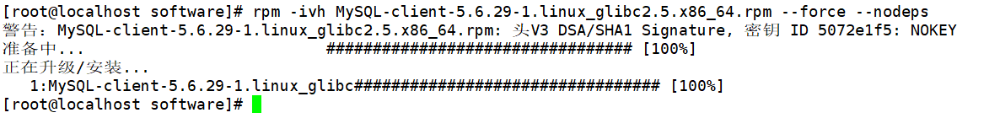 [root@localhost software]# rpm -ivh MySQL-client-5.6.29-1.linux_glibc2.5.x86_64.rpm --force --nodeps
警告：MySQL-client-5.6.29-1.linux_glibc2.5.x86_64.rpm: 头V3 DSA/SHA1 Signature, 密钥 ID 5072e1f5: NOKEY
准备中... ################################# [100%]
正在升级/安装...
1:MySQL-client-5.6.29-1.linux_glibc################################# [100%]
[root@localhost software]#